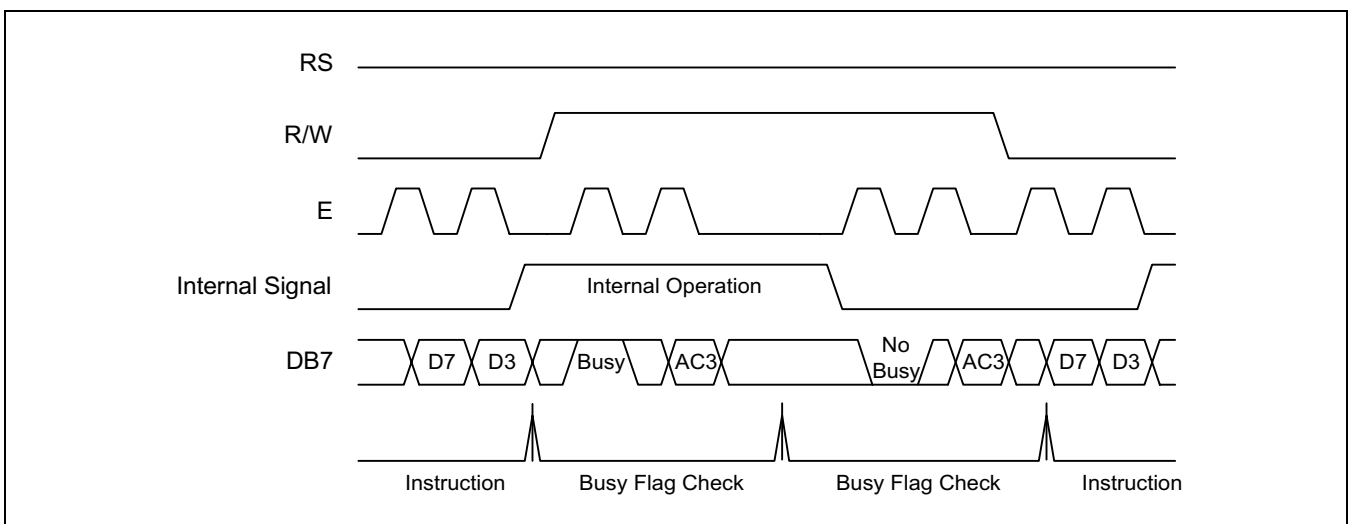 RS
R/W
E
Internal Signal
Internal Operation
DB7
D7 D3 Busy AC3 No Busy AC3 D7 D3
Instruction Busy Flag Check Busy Flag Check Instruction